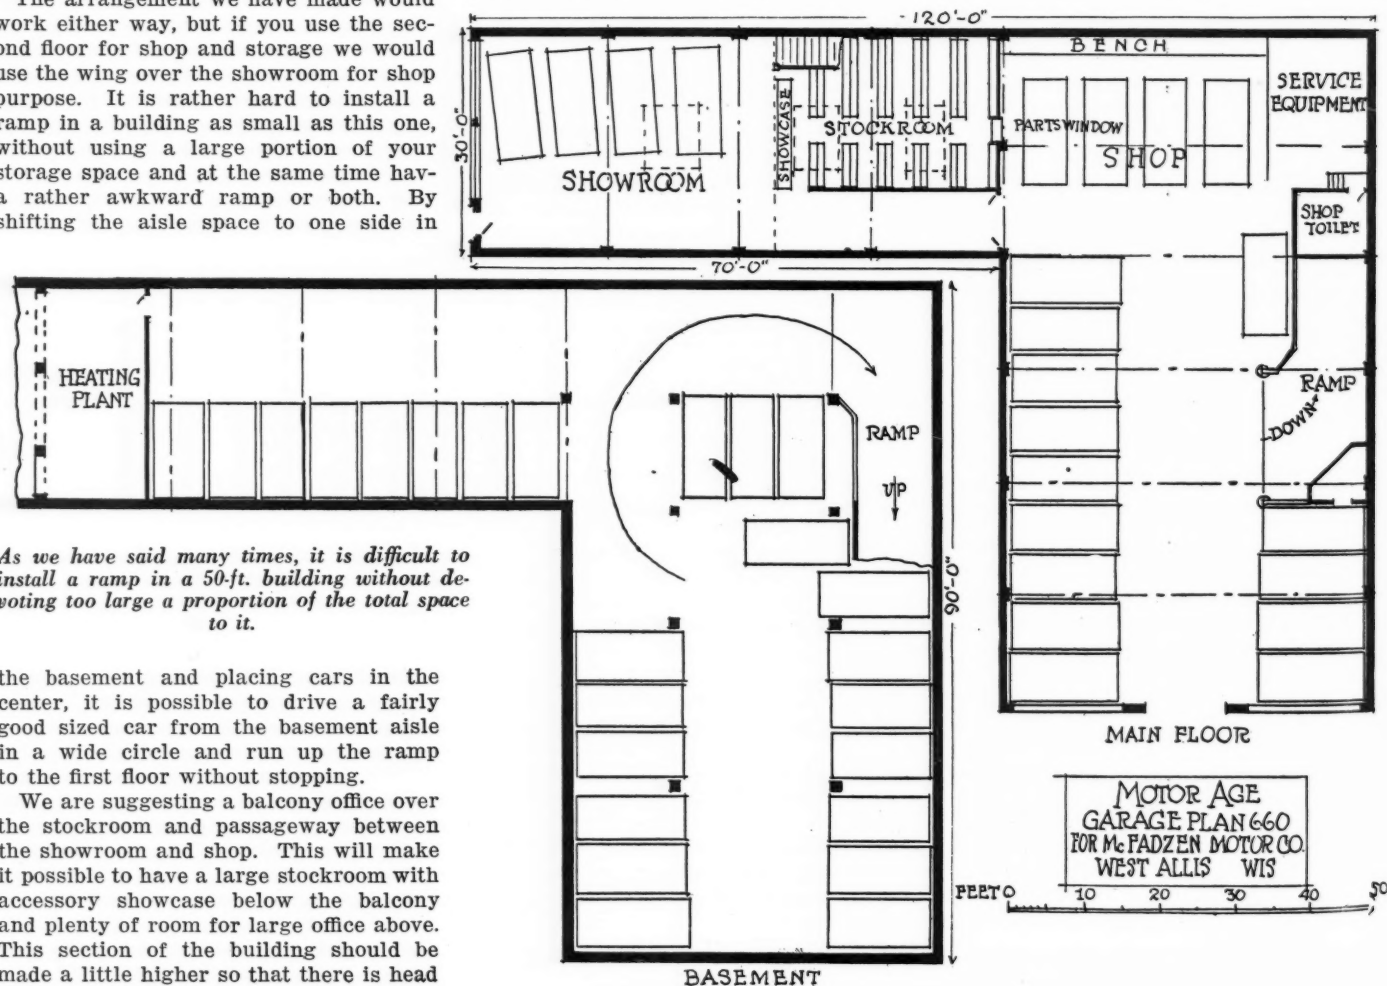 The arrangement we have made would
work either way, but if you use the sec-
ond floor for shop and storage we would
use the wing over the showroom for shop
purpose. It is rather hard to install a
ramp in a building as small as this one,
without using a large portion of your
storage space and at the same time hav-
a rather awkward ramp or both. By
shifting the aisle space to one side in
As we have said many times, it is difficult to
install a ramp in a 50-ft. building without de-
voting too large a proportion of the total space
to it.
the basement and placing cars in the
center, it is possible to drive a fairly
good sized car from the basement aisle
in a wide circle and run up the ramp
to the first floor without stopping.
We are suggesting a balcony office over
the stockroom and passageway between
the showroom and shop. This will make
it possible to have a large stockroom with
accessory showcase below the balcony
and plenty of room for large office above.
This section of the building should be
made a little higher so that there is head
120'-0"
30'-0"
SHOWROOM
SHOWCASE
STOCKROOM
BENCH
PARTS WINDOW
SHOP
SERVICE
EQUIPMENT
SHOP
TOILET
70'-0"
RAMP
DOWN
MAIN FLOOR
HEATING
PLANT
RAMP
UP
90'-0"
BASEMENT
MOTOR AGE
GARAGE PLAN 660
FOR McFADZEN MOTOR CO.
WEST ALLIS WIS
FEET 0 10 20 30 40 50